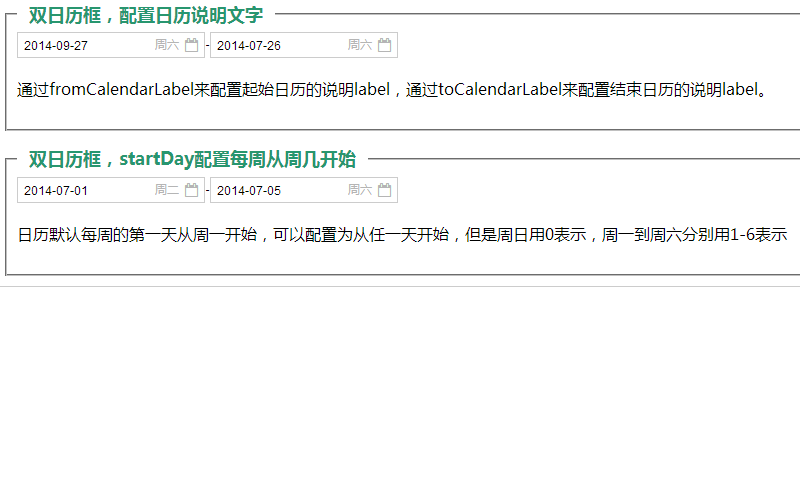 双日历框，配置日历说明文字
2014-09-27 周六 - 2014-07-26 周六
通过fromCalendarLabel来配置起始日历的说明label，通过toCalendarLabel来配置结束日历的说明label。
双日历框，startDay配置每周从周几开始
2014-07-01 周二 - 2014-07-05 周六
日历默认每周的第一天从周一开始，可以配置为从任一天开始，但是周日用0表示，周一到周六分别用1-6表示